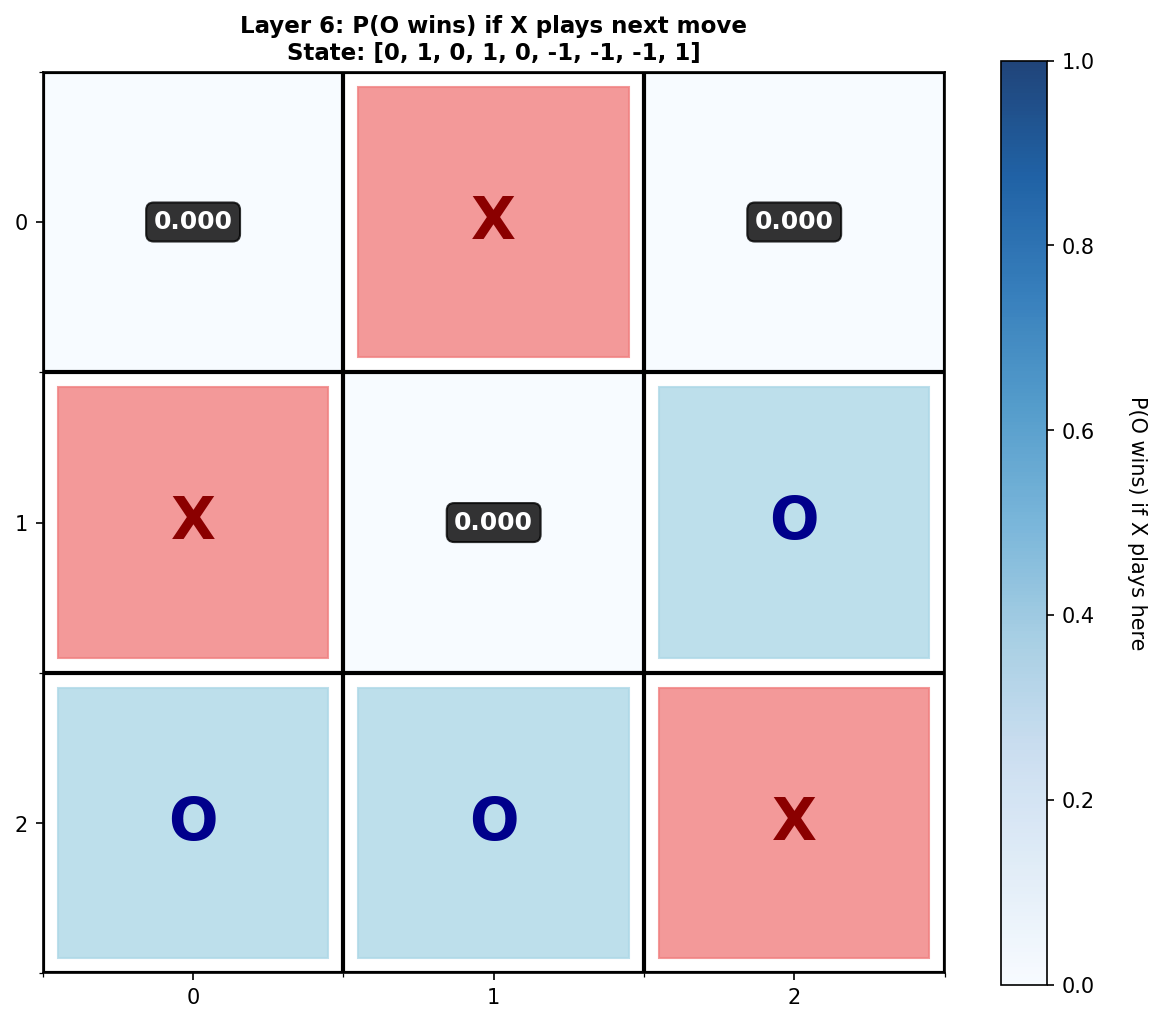 Layer 6: P(O wins) if X plays next move
State: [0, 1, 0, 1, 0, -1, -1, -1, 1]
0
0.000
X
0.000
1
X
0.000
O
2
O
O
X
0
1
2
1.0
0.8
0.6
0.4
0.2
0.0
P(O wins) if X plays here